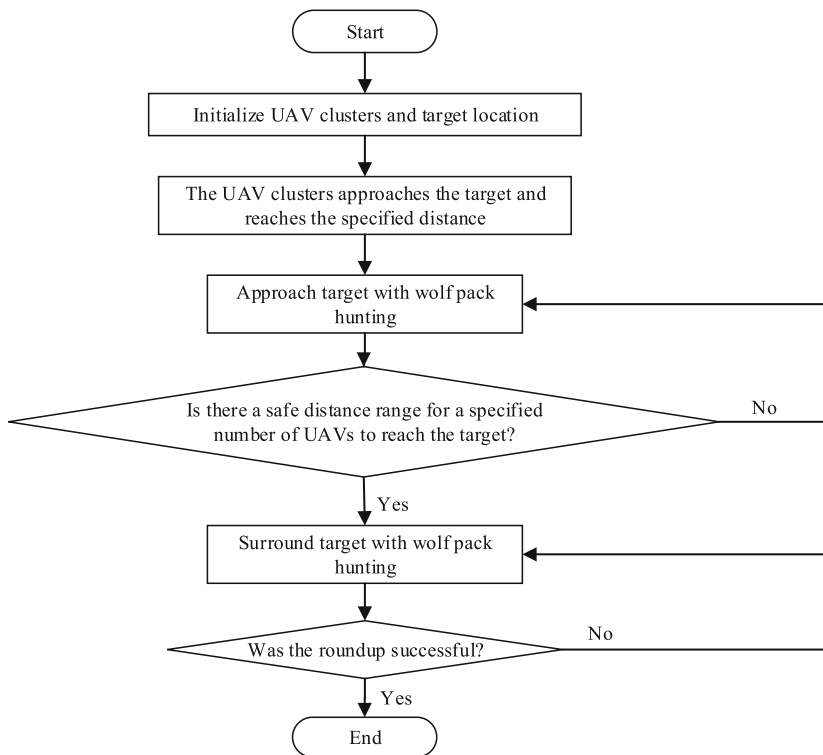 Start
Initialize UAV clusters and target location
The UAV clusters approaches the target and
reaches the specified distance
Approach target with wolf pack
hunting
Is there a safe distance range for a specified
number of UAVs to reach the target?
No
Yes
Surround target with wolf pack
hunting
Was the roundup successful?
No
Yes
End